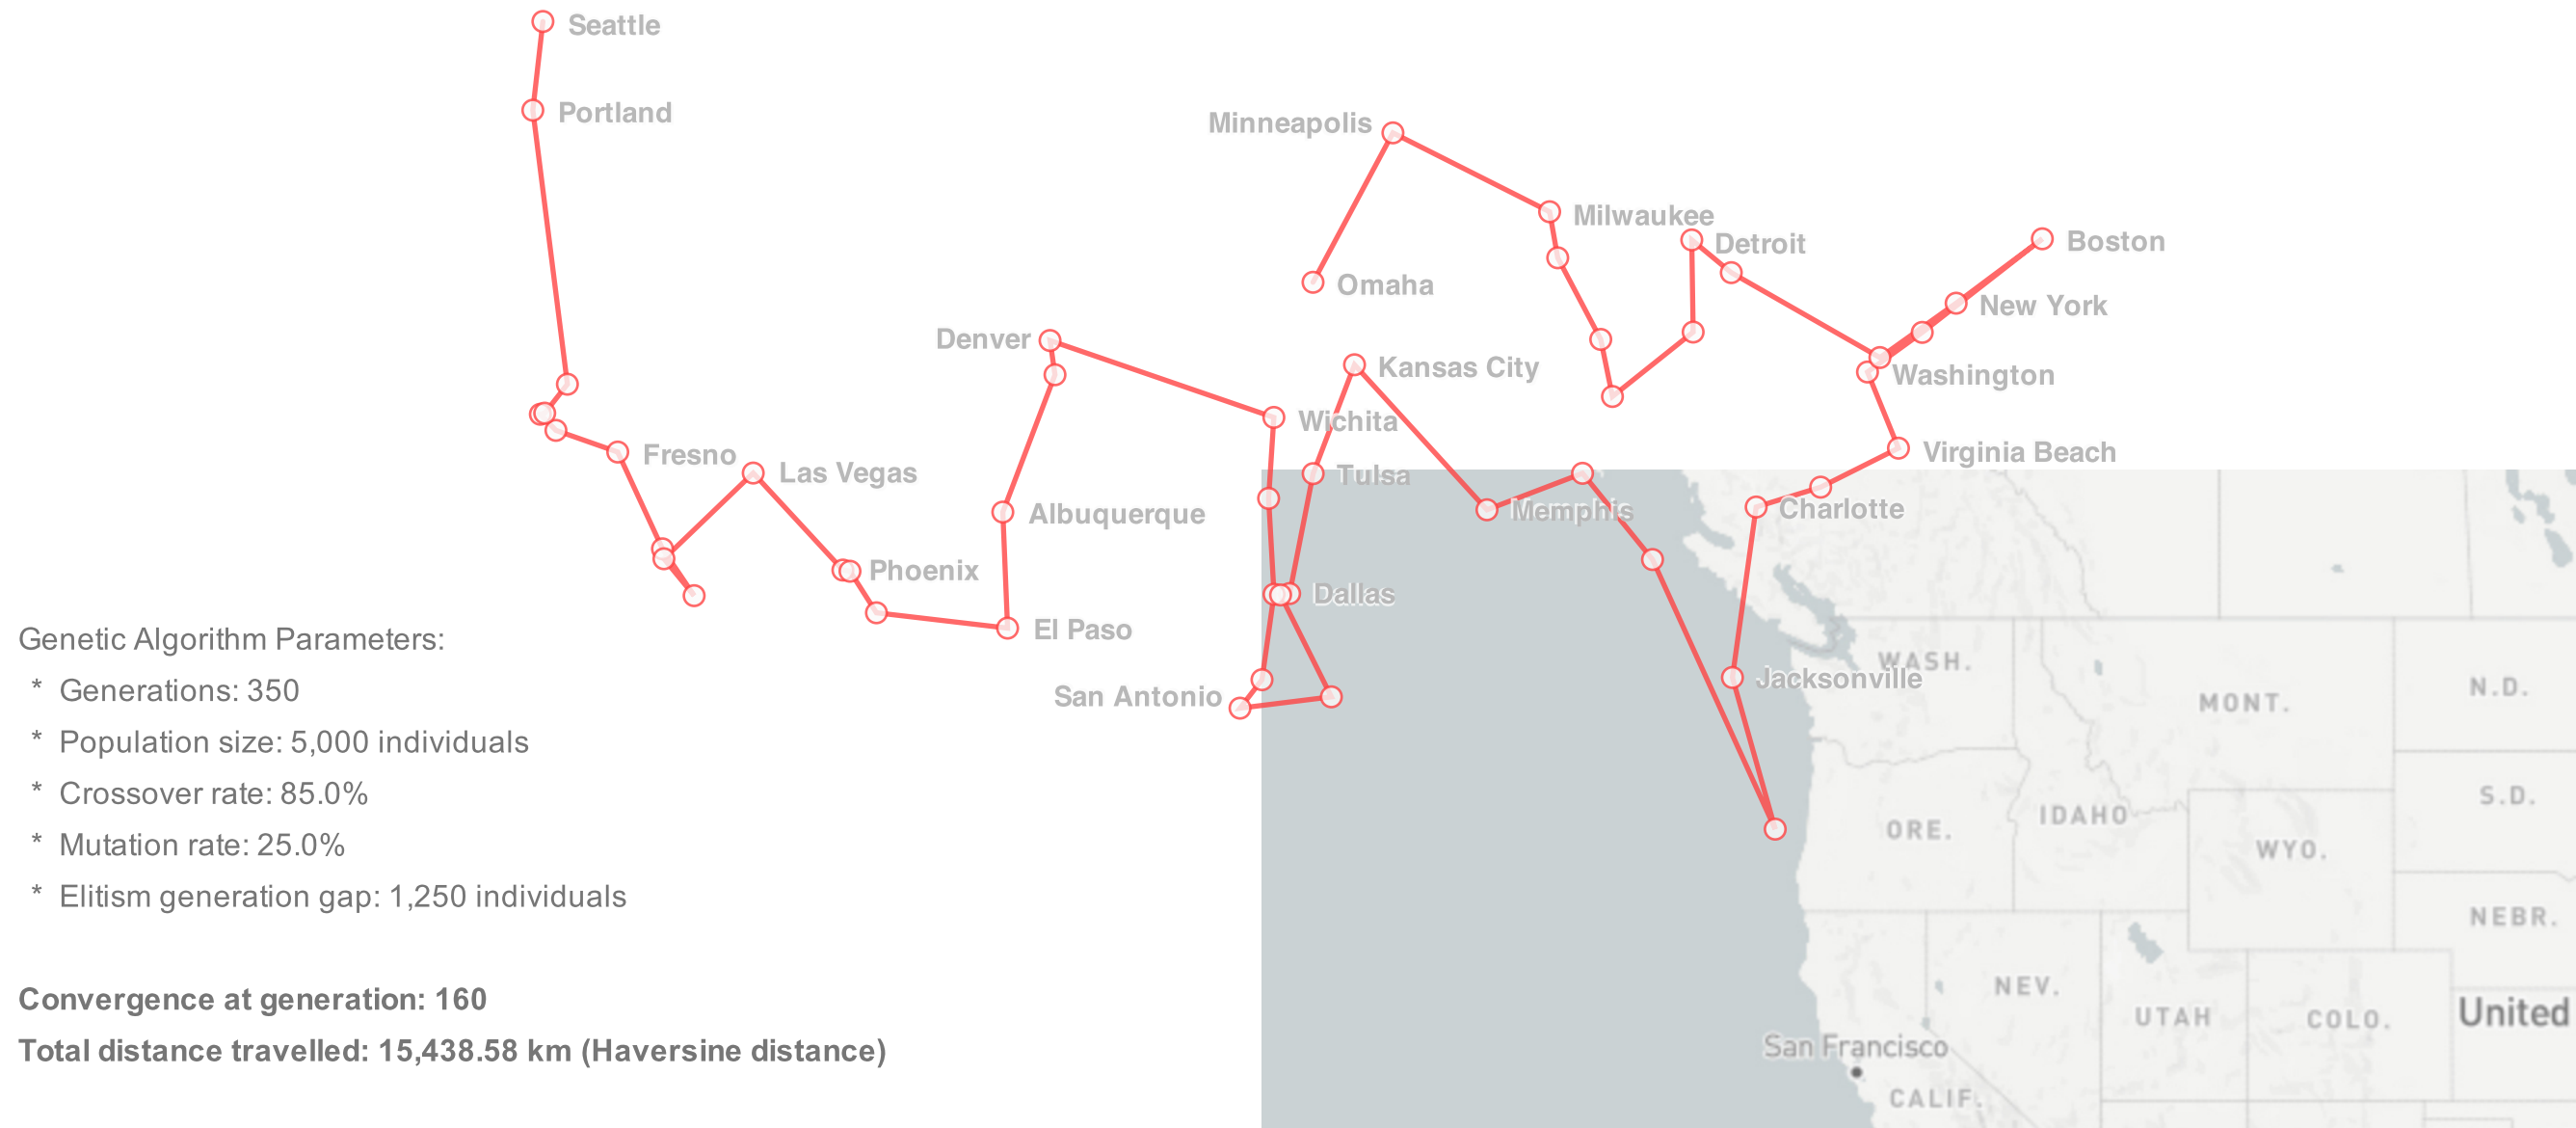 Seattle
Portland
Minneapolis
Milwaukee
Detroit
Boston
Omaha
New York
Denver
Kansas City
Washington
Wichita
Fresno
Las Vegas
Tulsa
Virginia Beach
Albuquerque
Memphis
Charlotte
Phoenix
Dallas
El Paso
San Antonio
Jacksonville
WASH.
MONT.
N.D.
ORE.
IDAHO
S.D.
WYO.
NEBR.
NEV.
UTAH
COLO.
United
San Francisco
CALIF.
Genetic Algorithm Parameters:
* Generations: 350
* Population size: 5,000 individuals
* Crossover rate: 85.0%
* Mutation rate: 25.0%
* Elitism generation gap: 1,250 individuals
Convergence at generation: 160
Total distance travelled: 15,438.58 km (Haversine distance)